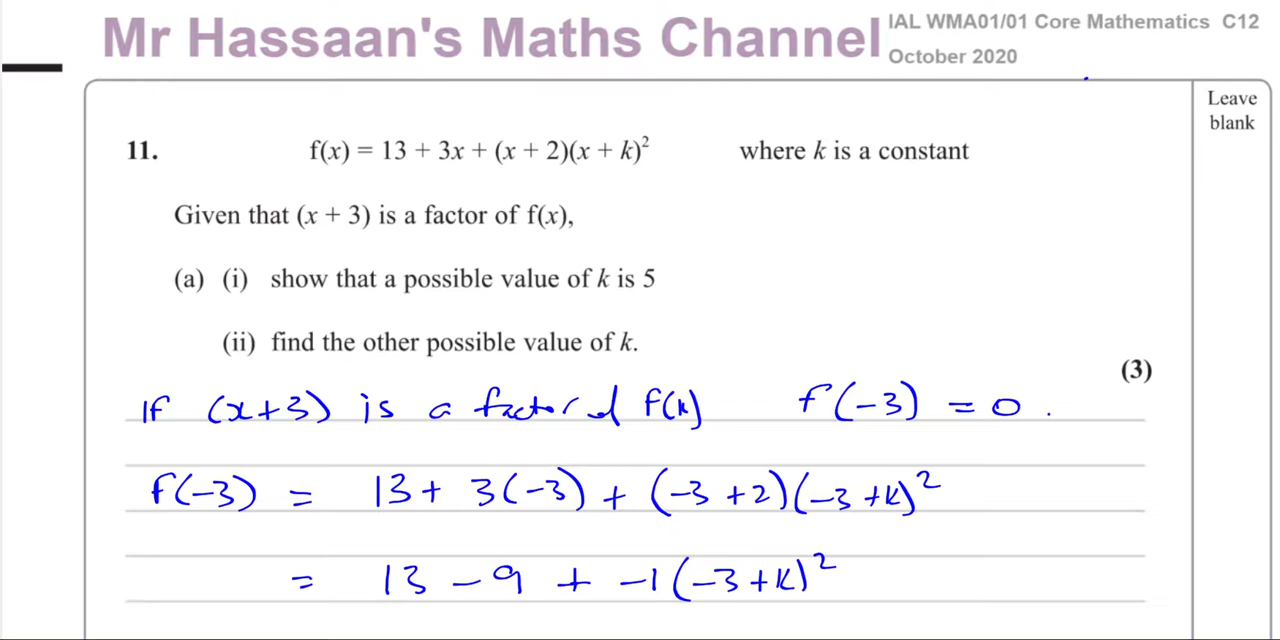 Mr Hassaan's Maths Channel
IAL WMA01/01 Core Mathematics C12
October 2020
Leave
blank
11. f(x) = 13 + 3x + (x + 2)(x + k)² where k is a constant
Given that (x + 3) is a factor of f(x),
(a) (i) show that a possible value of k is 5
(ii) find the other possible value of k.
(3)
If (x+3) is a factor of f(x) f(-3) = 0 .
f(-3) = 13 + 3(-3) + (-3 +2)(-3 +k)²
= 13 - 9 + -1(-3 +k)²